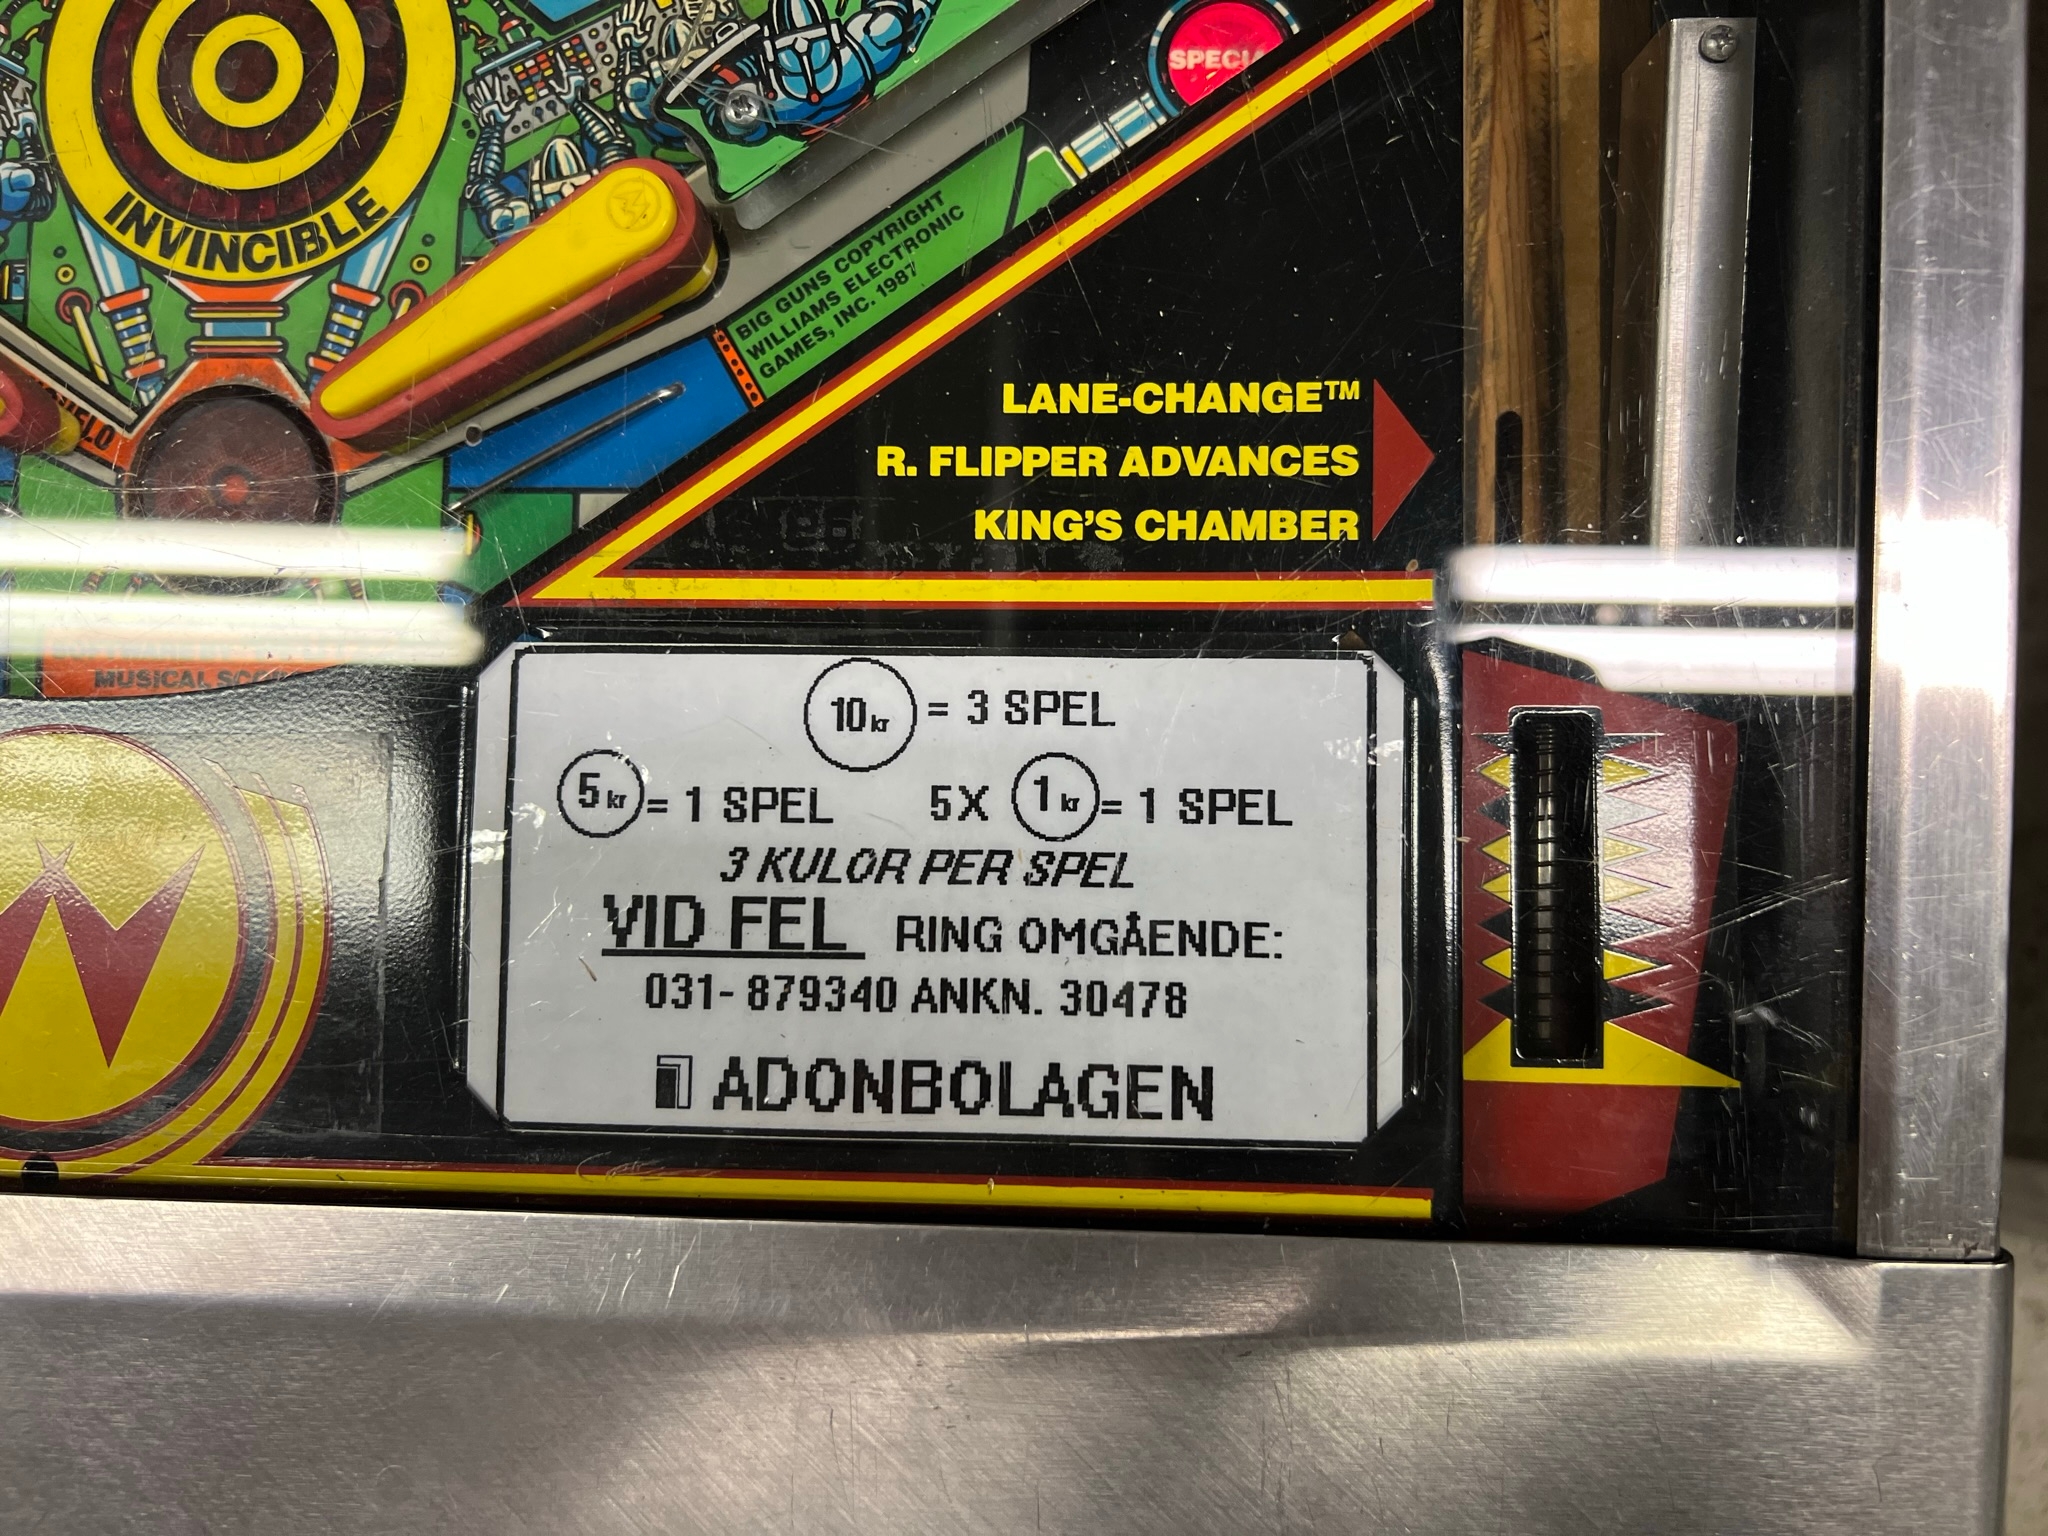 SPECIA
INVINCIBLE
BIG GUNS COPYRIGHT
WILLIAMS ELECTRONIC
GAMES, INC. 1987
LANE-CHANGE™
R. FLIPPER ADVANCES
KING'S CHAMBER
MUSICAL
10 kr = 3 SPEL
5 kr = 1 SPEL 5X 1 kr = 1 SPEL
3 KULOR PER SPEL
VID FEL RING OMGÅENDE:
031-879340 ANKN. 30478
ADONBOLAGEN